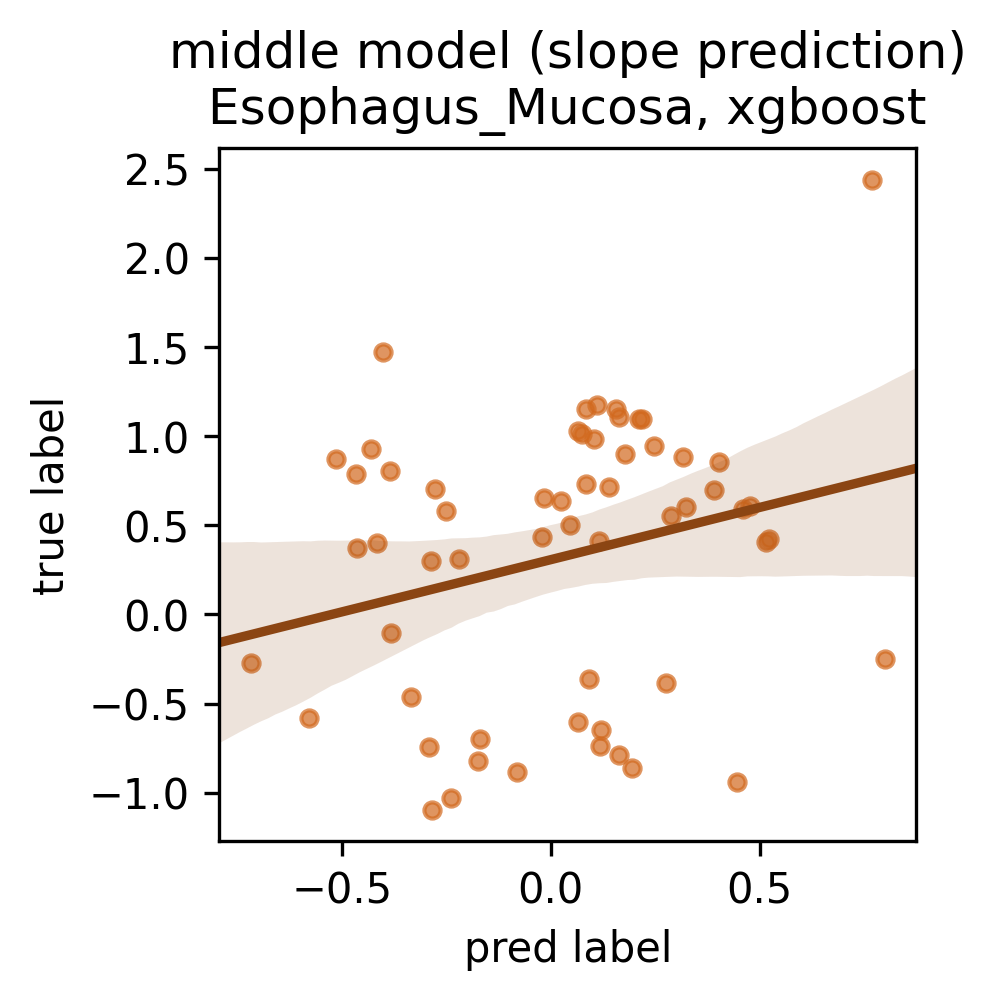 middle model (slope prediction)
Esophagus_Mucosa, xgboost
2.5
2.0
1.5
1.0
0.5
0.0
−0.5
−1.0
true label
−0.5 0.0 0.5
pred label